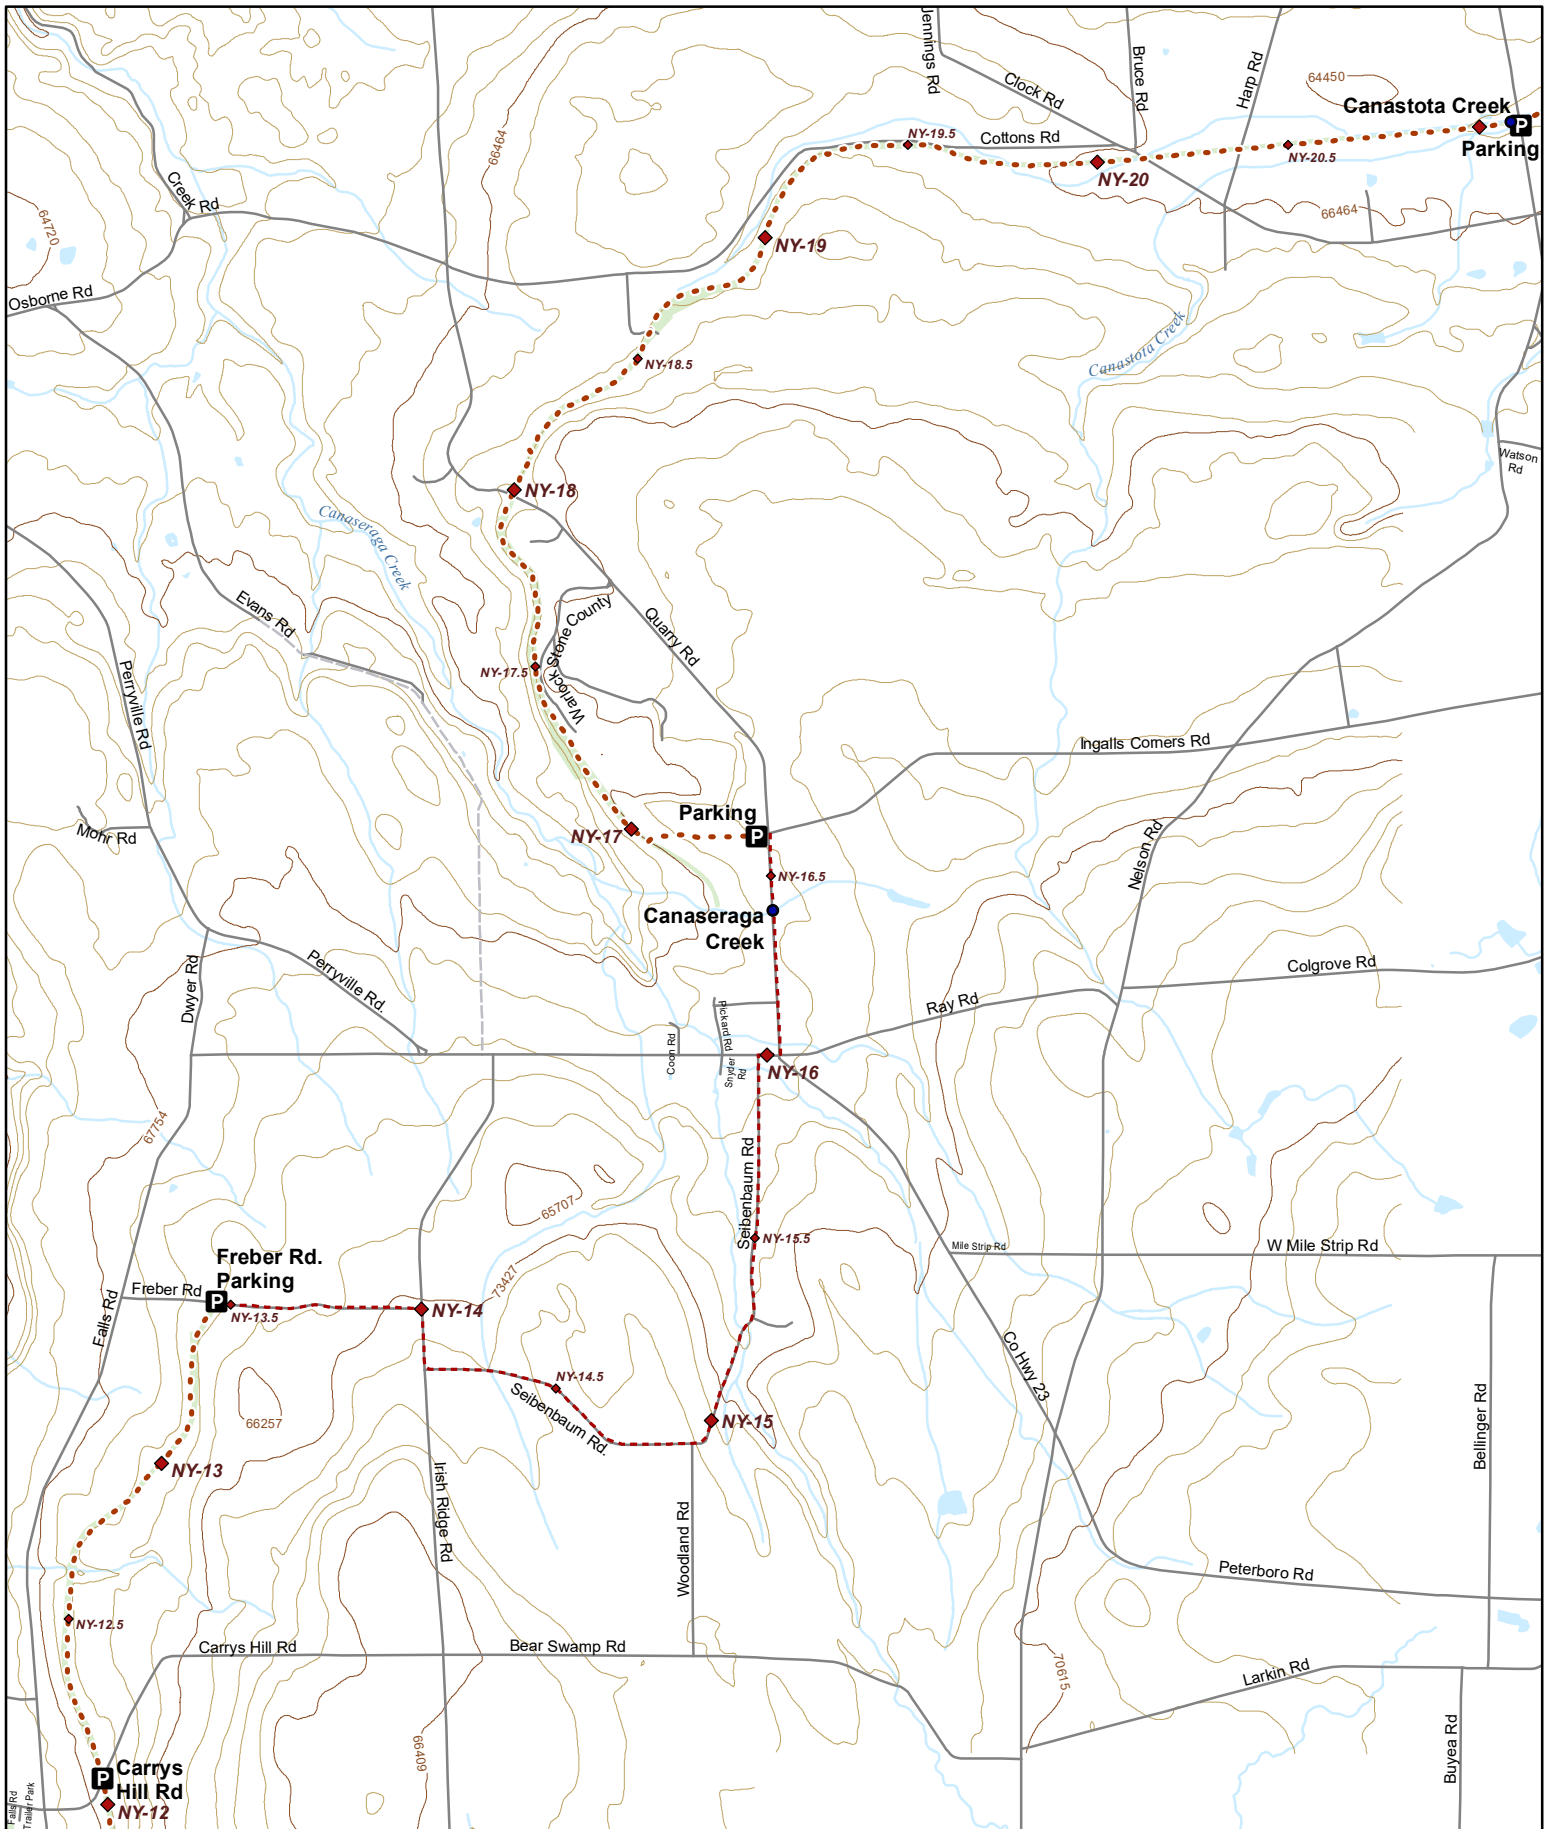 Jennings Rd
Clock Rd
Bruce Rd
Harp Rd
64450
Canastota Creek
Parking
NY-19.5
Cottons Rd
NY-20
NY-20.5
66464
66464
Creek Rd
64720
Osborne Rd
NY-19
NY-18.5
Canastota Creek
Watson
Rd
NY-18
Canaseraga Creek
Evans Rd
Quarry Rd
Warlock Stone County
NY-17.5
Perryville Rd
Ingalls Corners Rd
Parking
NY-17
Mohr Rd
Nelson Rd
NY-16.5
Canaseraga
Creek
Perryville Rd.
Dwyer Rd
Colgrove Rd
Ray Rd
Pickard Rd
Coon Rd
Snyder
Rd
NY-16
67754
Seibenbaum Rd
65707
NY-15.5
Mile Strip Rd
W Mile Strip Rd
Freber Rd.
Parking
Freber Rd
P
NY-13.5
NY-14
73427
Falls Rd
Co Hwy 23
NY-14.5
Seibenbaum Rd.
66257
NY-15
Bellinger Rd
NY-13
Irish Ridge Rd
Woodland Rd
Peterboro Rd
NY-12.5
Carrys Hill Rd
Bear Swamp Rd
70615
Larkin Rd
66409
Buyea Rd
P
Carrys
Hill Rd
NY-12
Falls Rd
Trailer Park
P
P